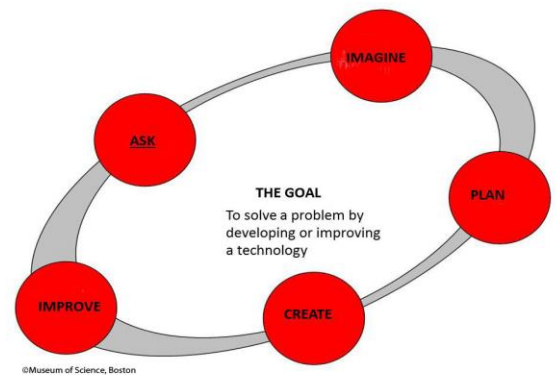 IMAGINE
ASK
PLAN
THE GOAL
To solve a problem by
developing or improving
a technology
IMPROVE
CREATE
©Museum of Science, Boston